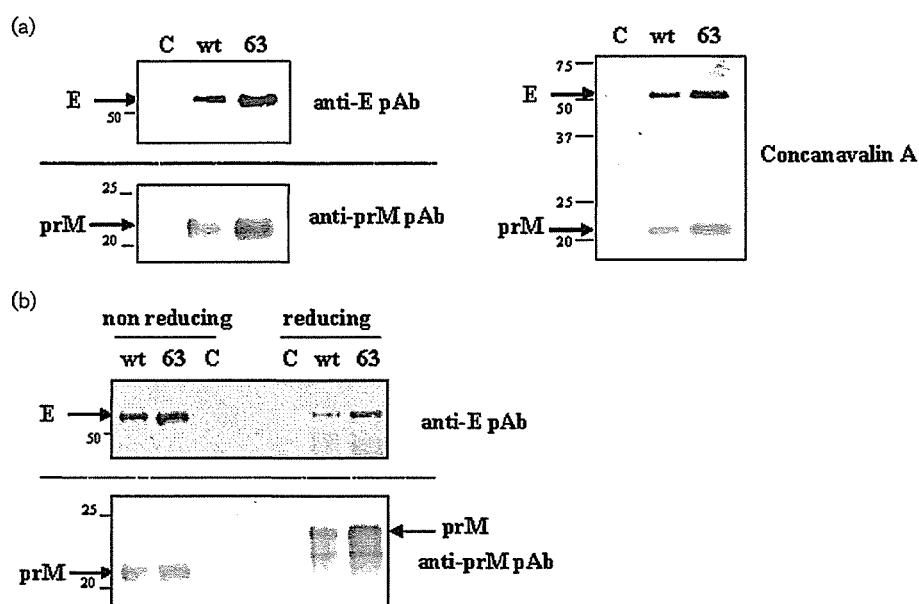 (a)
C wt 63
E
50
anti-E pAb
25
prM
20
anti-prM pAb
C wt 63
75
E
50
37
Concanavalin A
25
prM
20
(b)
non reducing reducing
wt 63 C C wt 63
E
50
anti-E pAb
25
prM
anti-prM pAb
prM
20